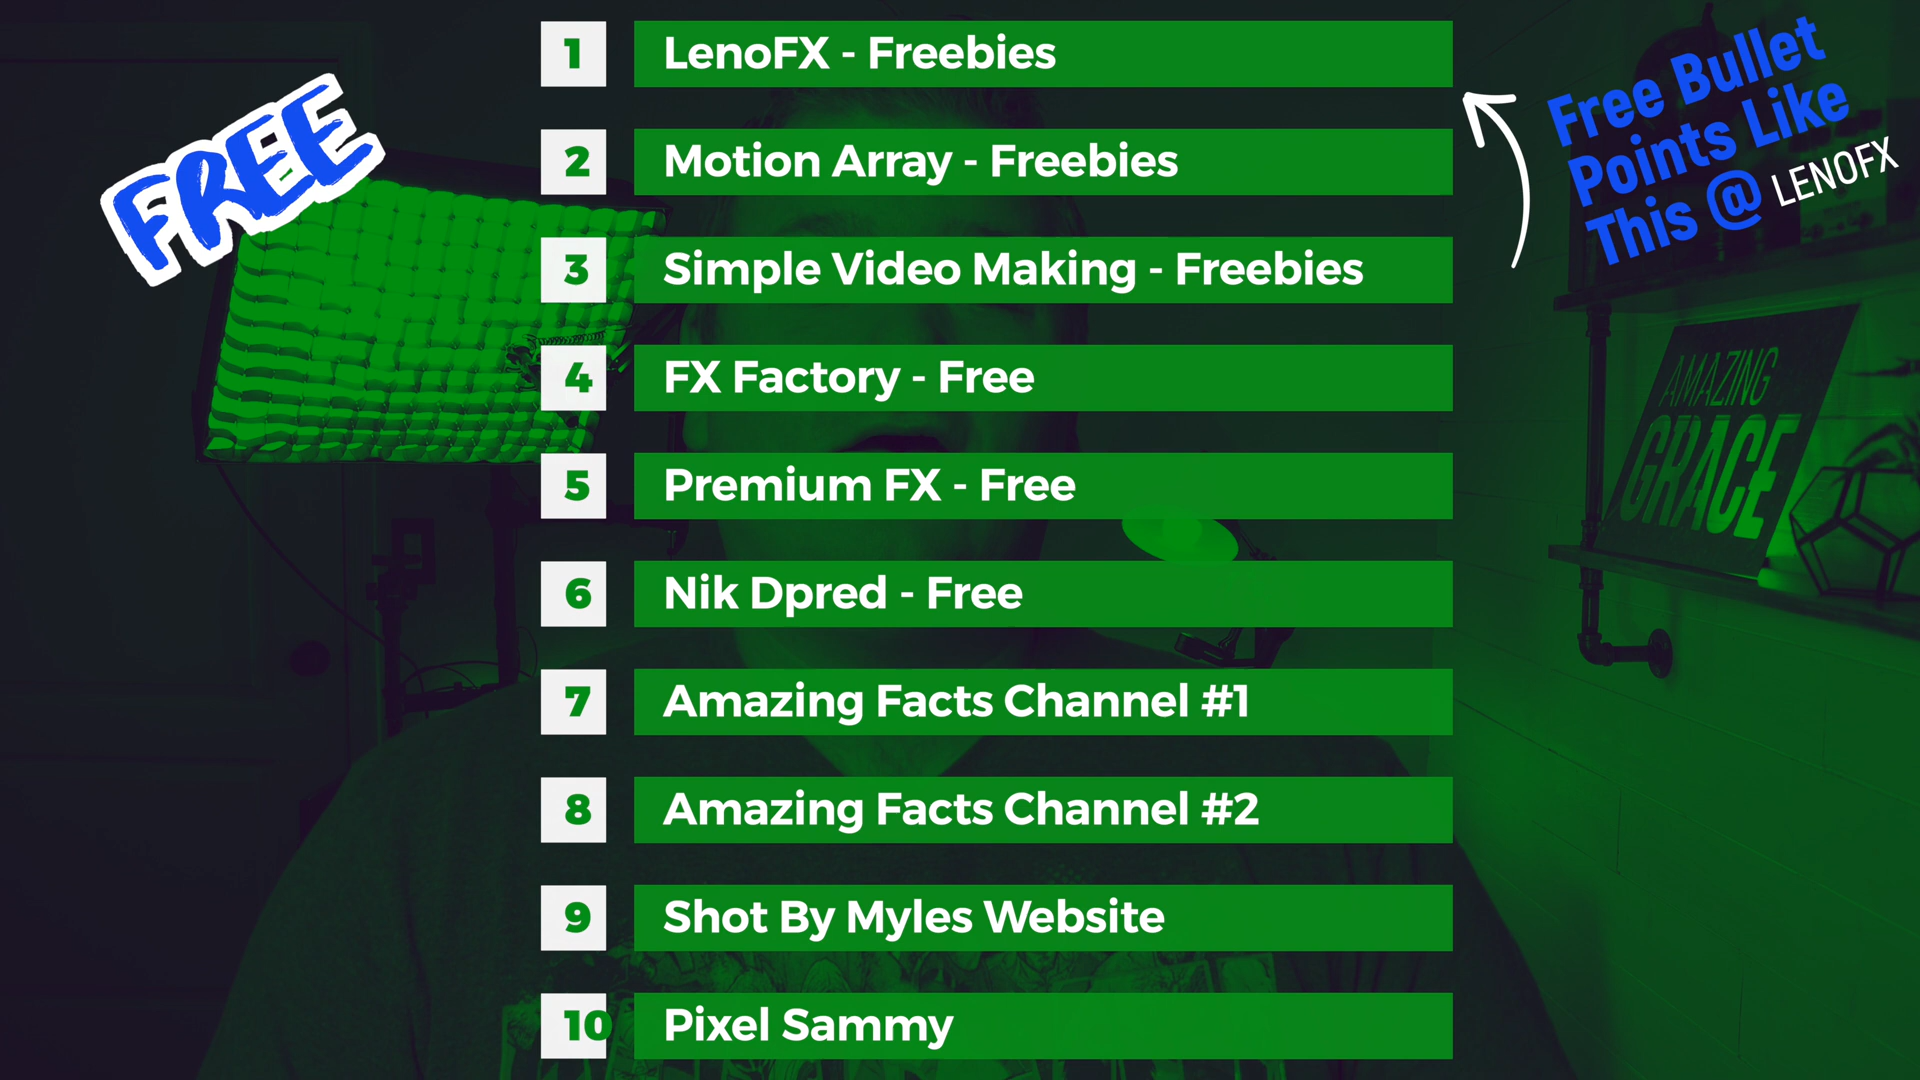 FREE
1 LenoFX - Freebies
2 Motion Array - Freebies
3 Simple Video Making - Freebies
4 FX Factory - Free
5 Premium FX - Free
6 Nik Dpred - Free
7 Amazing Facts Channel #1
8 Amazing Facts Channel #2
9 Shot By Myles Website
10 Pixel Sammy
Free Bullet
Points Like
This @ LENOFX
AMAZING
GRACE